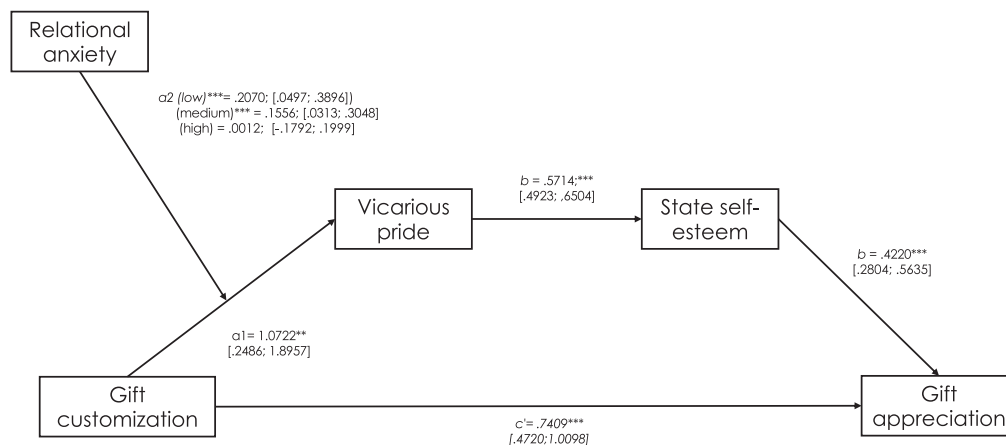 Relational
anxiety
a2 (low)***= .2070; [.0497; .3896])
(medium)*** = .1556; [.0313; .3048]
(high) = .0012; [-.1792; .1999]
b = .5714;***
[.4923; ,6504]
Vicarious
pride
State self-
esteem
b = .4220***
[.2804; .5635]
a1= 1.0722**
[.2486; 1.8957]
Gift
customization
Gift
appreciation
c'= .7409***
[.4720;1.0098]